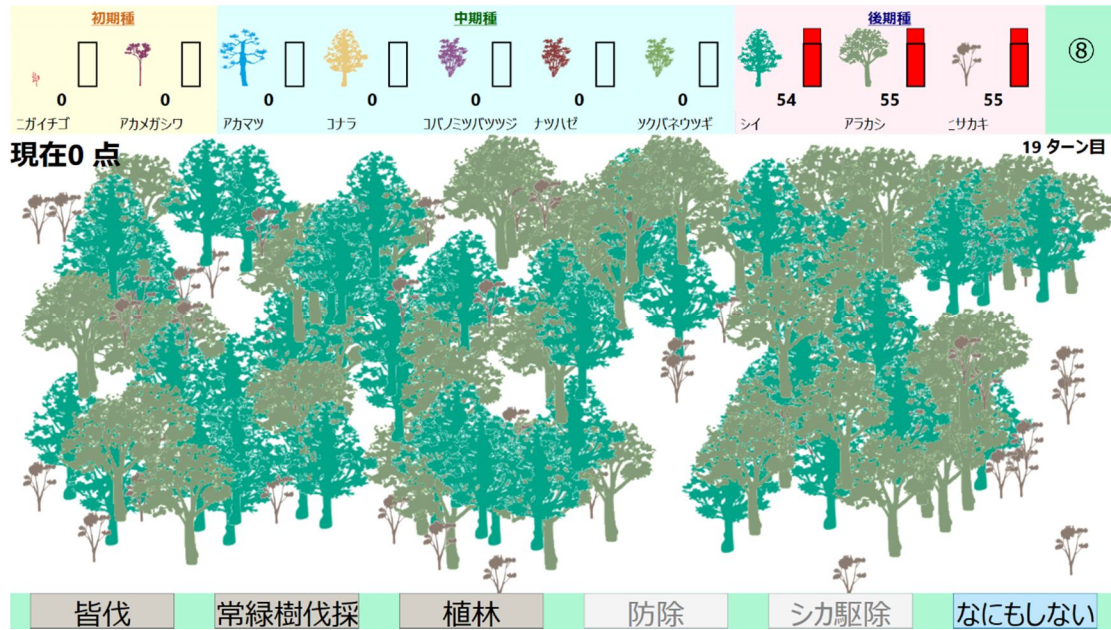 初期種 中期種 後期種
⑧
0 0 0 0 0 0 0 54 55 55
ニガイチゴ アカメガシワ アカマツ コナラ コバノミツバツツジ ナツハゼ ツクバネウツギ シイ アラカシ ヒサカキ
現在0 点
19 ターン目
皆伐 常緑樹伐採 植林 防除 シカ駆除 なにもしない